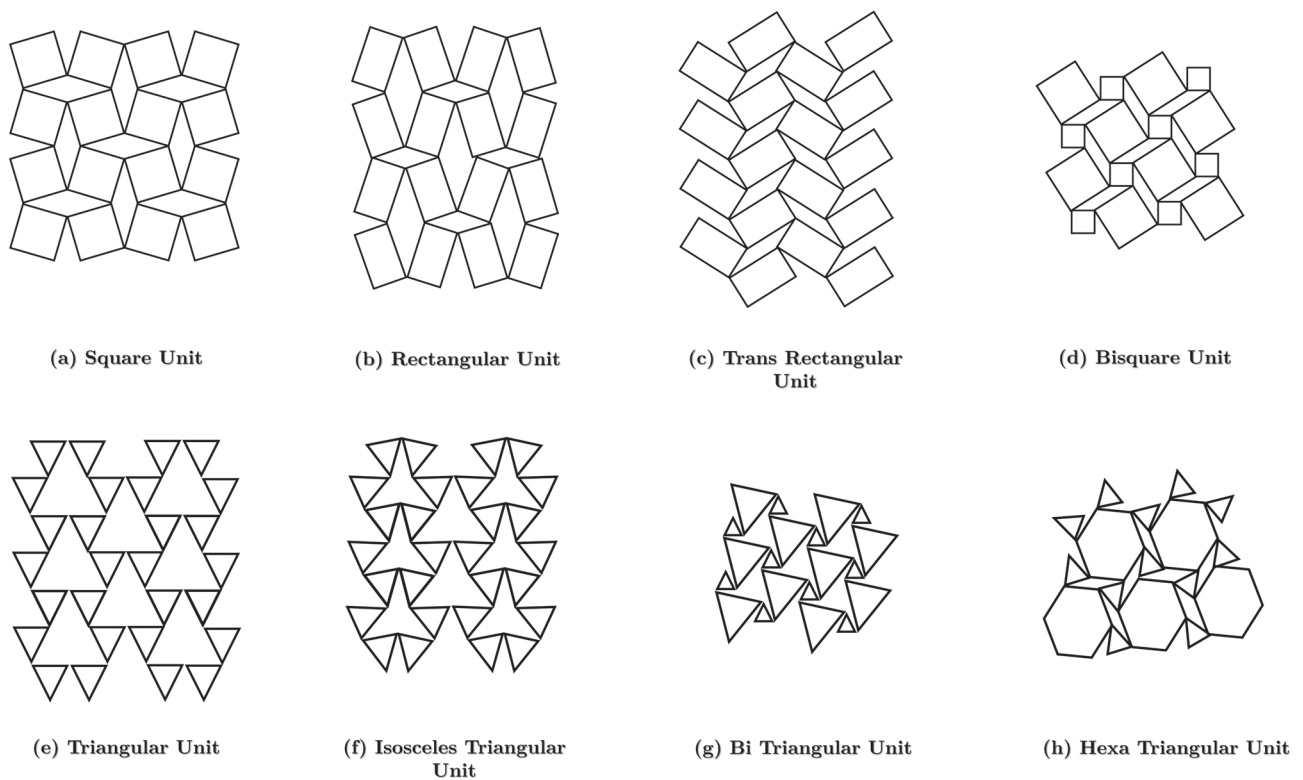 (a) Square Unit
(b) Rectangular Unit
(c) Trans Rectangular
Unit
(d) Bisquare Unit
(e) Triangular Unit
(f) Isosceles Triangular
Unit
(g) Bi Triangular Unit
(h) Hexa Triangular Unit